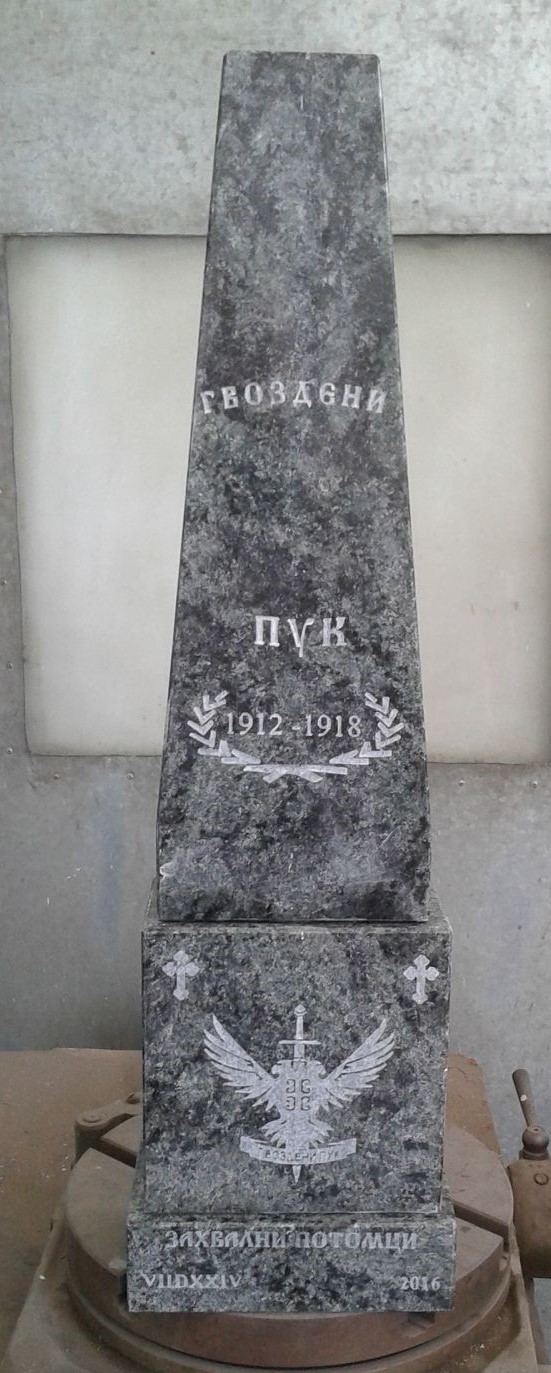 ГВОЗДЕНИ
ПУК
1912 - 1918
ГВОЗДЕНИ ПУК
ЗАХВАЛНИ ПОТОМЦИ
VIIDXXIV
2016